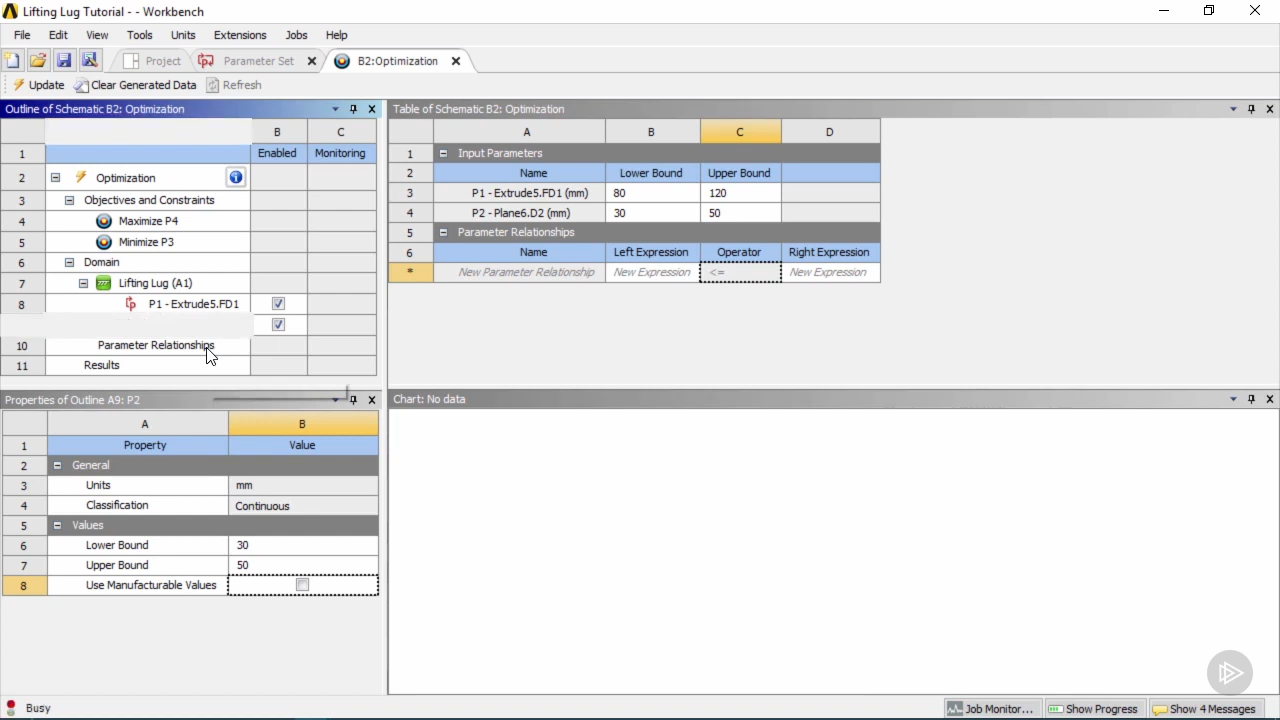 Lifting Lug Tutorial - - Workbench
File Edit View Tools Units Extensions Jobs Help
Project Parameter Set B2:Optimization
Update Clear Generated Data Refresh
Outline of Schematic B2: Optimization
B C
1 Enabled Monitoring
2 Optimization
3 Objectives and Constraints
4 Maximize P4
5 Minimize P3
6 Domain
7 Lifting Lug (A1)
8 P1 - Extrude5.FD1
10 Parameter Relationships
11 Results
Table of Schematic B2: Optimization
A B C D
1 Input Parameters
2 Name Lower Bound Upper Bound
3 P1 - Extrude5.FD1 (mm) 80 120
4 P2 - Plane6.D2 (mm) 30 50
5 Parameter Relationships
6 Name Left Expression Operator Right Expression
* New Parameter Relationship New Expression <= New Expression
Properties of Outline A9: P2
A B
1 Property Value
2 General
3 Units mm
4 Classification Continuous
5 Values
6 Lower Bound 30
7 Upper Bound 50
8 Use Manufacturable Values
Chart: No data
Busy
Job Monitor... Show Progress Show 4 Messages